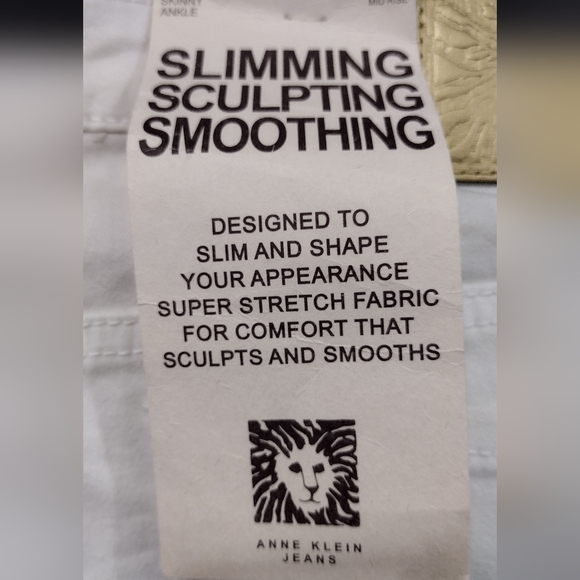 SKINNY
ANKLE
MID RISE
SLIMMING
SCULPTING
SMOOTHING
DESIGNED TO
SLIM AND SHAPE
YOUR APPEARANCE
SUPER STRETCH FABRIC
FOR COMFORT THAT
SCULPTS AND SMOOTHS
ANNE KLEIN
JEANS